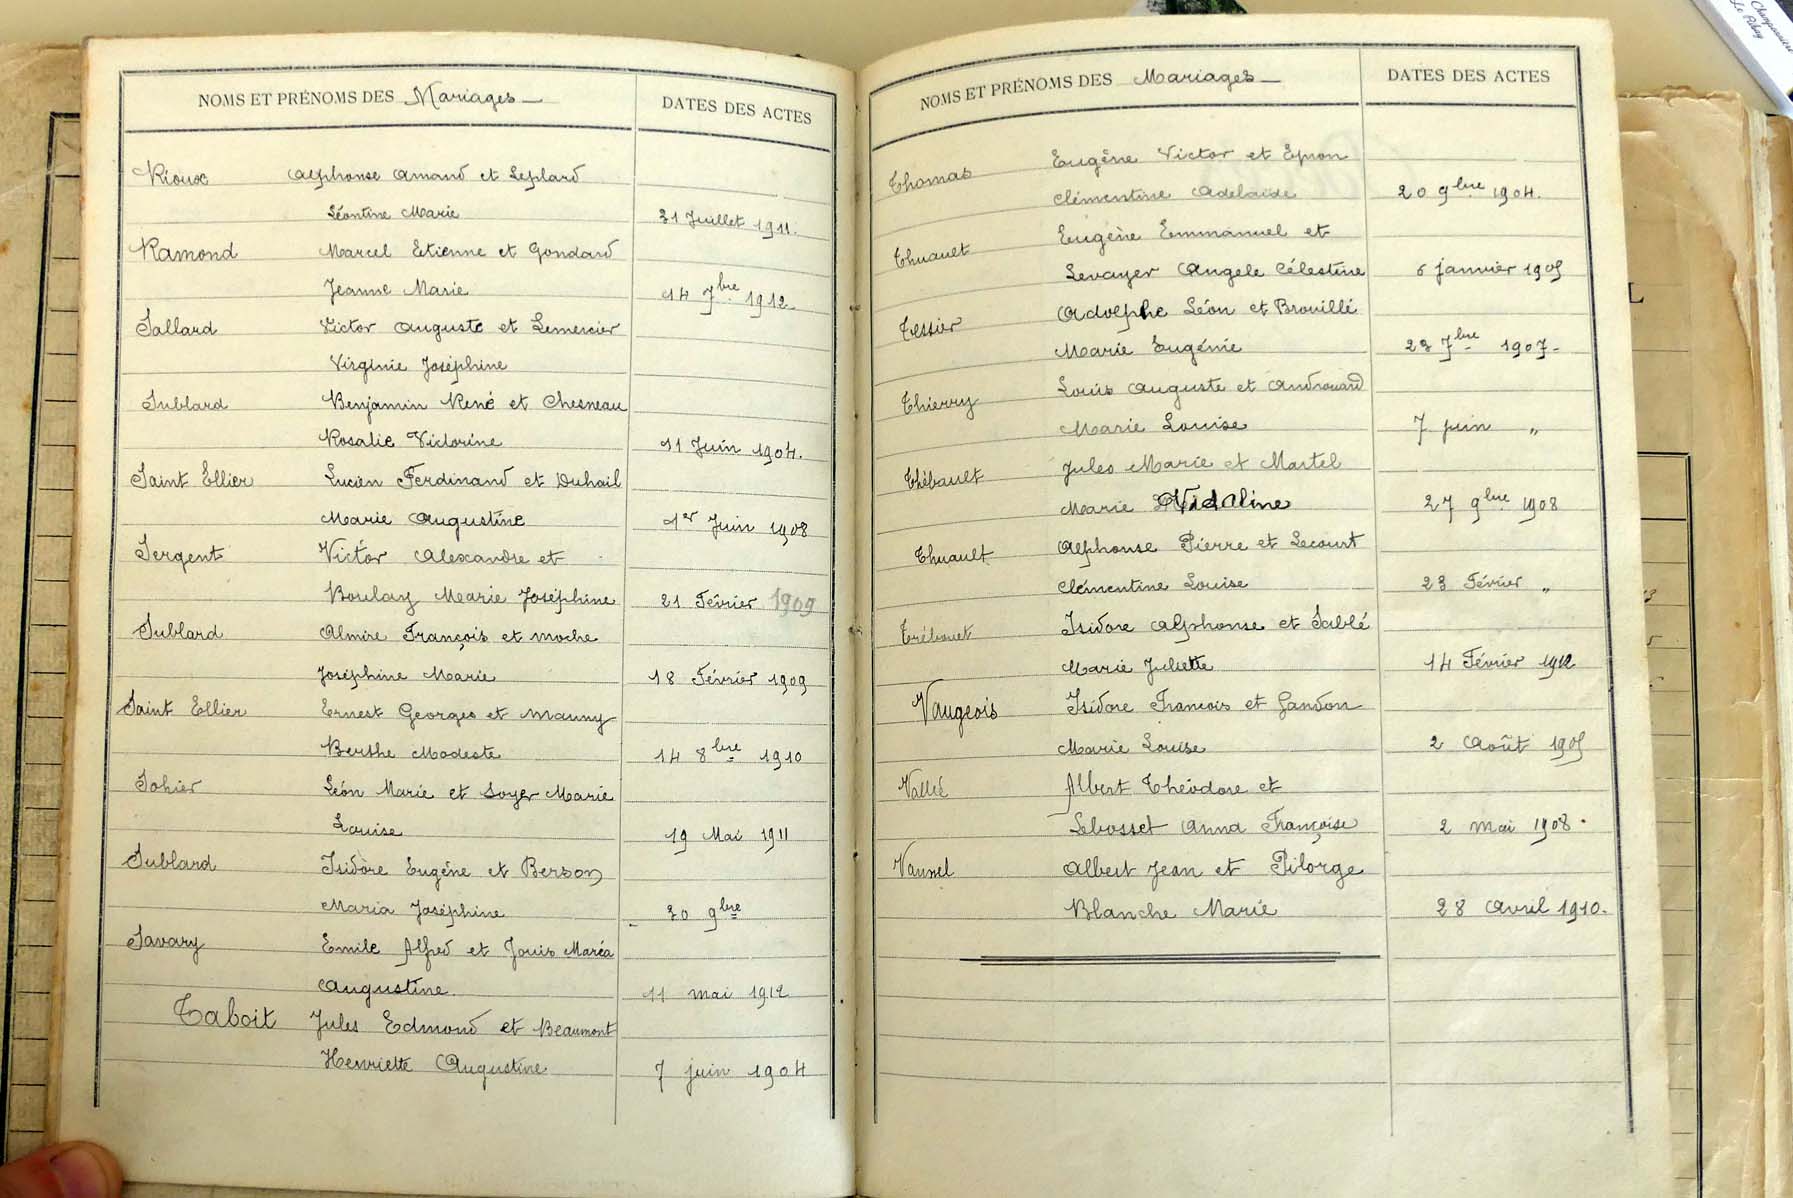 NOMS ET PRÉNOMS DES Mariages DATES DES ACTES
Rioux Alphonse Amand et Leplard
Léontine Marie 31 Juillet 1911.
Ramond Marcel Etienne et Gondard
Jeanne Marie 14 7bre 1912
Sallard Victor Auguste et Lemercier
Virginie Joséphine
Sublard Benjamin René et Chesneau
Rosalie Victorine 11 Juin 1904.
Saint Ellier Lucien Ferdinand et Duhail
Marie Augustine 1er Juin 1908
Sergent Victor Alexandre et
Boulay Marie Joséphine 21 Février 1909
Sublard Almire François et Moche
Joséphine Marie 18 Février 1909
Saint Ellier Ernest Georges et Mauny
Berthe Modeste 14 8bre 1910
Sohier Léon Marie et Soyer Marie
Louise 19 Mai 1911
Sublard Isidore Eugène et Berson
Maria Joséphine 30 9bre
Savary Emile Alfred et Jouis Maréa
Augustine 11 mai 1912
Taboit Jules Edmond et Beaumont
Henriette Augustine 7 juin 1904
NOMS ET PRÉNOMS DES Mariages DATES DES ACTES
Thomas Eugène Victor et Epron
Clémentine Adelaïde 20 9bre 1904.
Thuault Eugène Emmanuel et
Levayer Angele Célestine 6 janvier 1905
Tessier Adolphe Léon et Brouillé
Marie Eugénie 23 7bre 1907
Thierry Louis Auguste et Androuard
Marie Louise 7 juin "
Thébault Jules Marie et Martel
Marie 27 9bre 1908
Thuault Alphonse Pierre et Lecourt
Clémentine Louise 23 Février "
Trébouet Isidore Alphonse et Sablé
Marie Juliette 14 Février 1912
Vaugeois Isidore François et Gandon
Marie Louise 2 Août 1905
Vallée Albert Théodore et
Lebosset Anna Françoise 2 mai 1908.
Albert Jean et Pilorge
Blanche Marie 28 Avril 1910.
Le Ribay